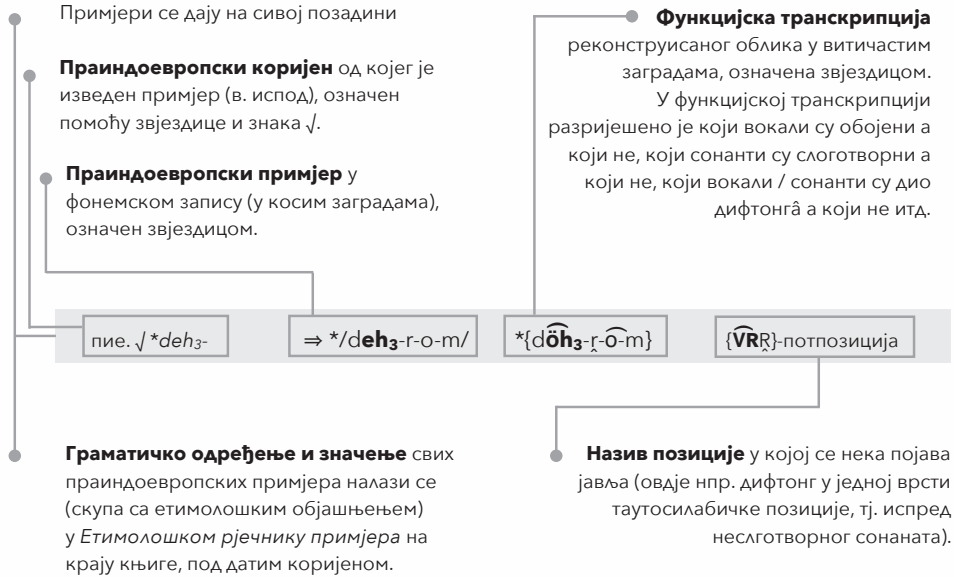 Примјери се дају на сивој позадини
Праиндоевропски коријен од којег је
изведен примјер (в. испод), означен
помоћу звјездице и знака √.
Праиндоевропски примјер у
фонемском запису (у косим заградама),
означен звјездицом.
Функцијска транскрипција
реконструисаног облика у витичастим
заградама, означена звјездицом.
У функцијској транскрипцији
разријешено је који вокали су обојени а
који не, који сонанти су слоготворни а
који не, који вокали / сонанти су дио
дифтонгâ а који не итд.
пие. √*deh₃- ⇒ */deh₃-r-o-m/ *{dö͡h₃-r̭-o͡-m} {V͡RR̭}-потпозиција
Граматичко одређење и значење свих
праиндоевропских примјера налази се
(скупа са етимолошким објашњењем)
у Етимолошком рјечнику примјера на
крају књиге, под датим коријеном.
Назив позиције у којој се нека појава
јавља (овдје нпр. дифтонг у једној врсти
таутосилабичке позиције, тј. испред
неслготворног сонаната).